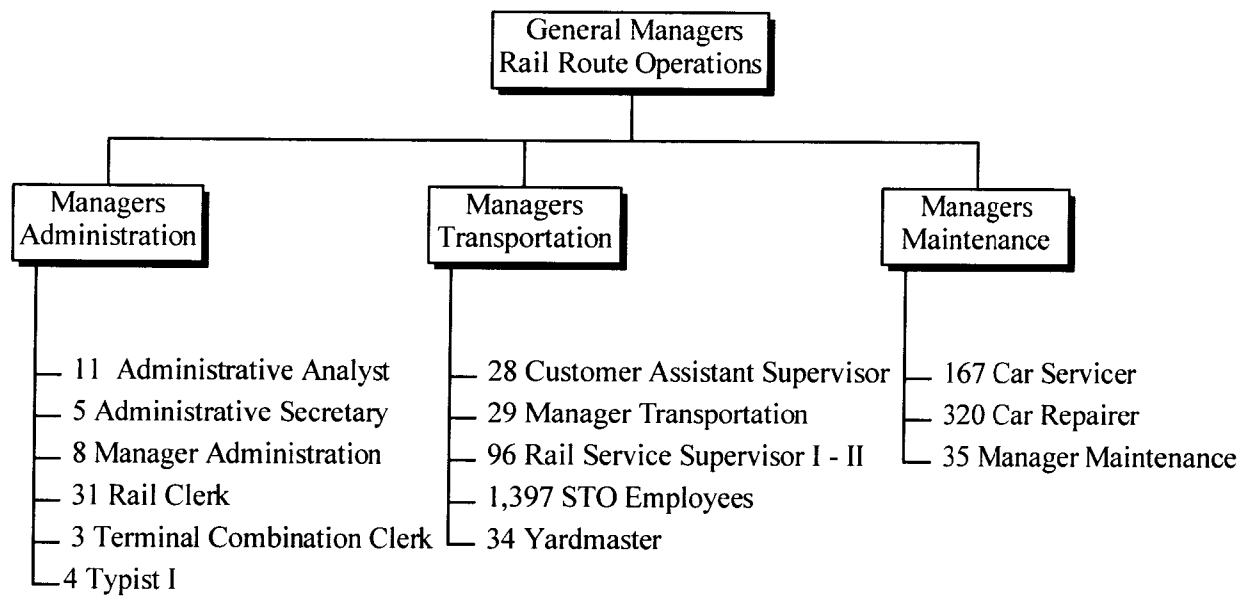 General Managers
Rail Route Operations
Managers
Administration
Managers
Transportation
Managers
Maintenance
11 Administrative Analyst
5 Administrative Secretary
8 Manager Administration
31 Rail Clerk
3 Terminal Combination Clerk
4 Typist I
28 Customer Assistant Supervisor
29 Manager Transportation
96 Rail Service Supervisor I - II
1,397 STO Employees
34 Yardmaster
167 Car Servicer
320 Car Repairer
35 Manager Maintenance